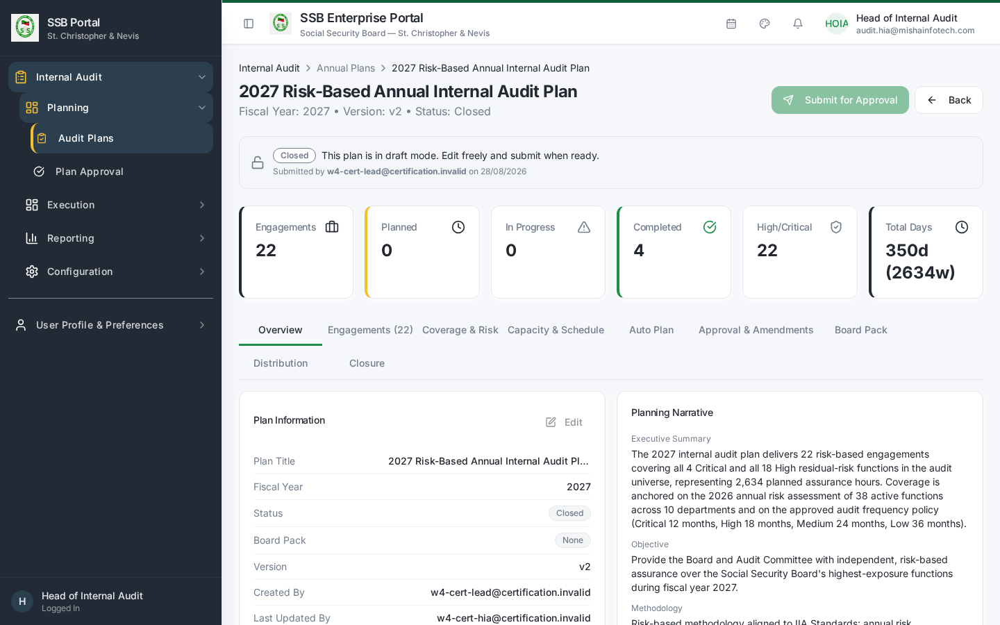 SSB Portal
St. Christopher & Nevis
Internal Audit
Planning
Audit Plans
Plan Approval
Execution
Reporting
Configuration
User Profile & Preferences
H
Head of Internal Audit
Logged In
SSB Enterprise Portal
Social Security Board — St. Christopher & Nevis
HOIA
Head of Internal Audit
audit.hia@mishainfotech.com
Internal Audit > Annual Plans > 2027 Risk-Based Annual Internal Audit Plan
2027 Risk-Based Annual Internal Audit Plan
Fiscal Year: 2027 • Version: v2 • Status: Closed
Submit for Approval
Back
Closed This plan is in draft mode. Edit freely and submit when ready.
Submitted by w4-cert-lead@certification.invalid on 28/08/2026
Engagements
22
Planned
0
In Progress
0
Completed
4
High/Critical
22
Total Days
350d
(2634w)
Overview Engagements (22) Coverage & Risk Capacity & Schedule Auto Plan Approval & Amendments Board Pack
Distribution Closure
Plan Information
Edit
Plan Title 2027 Risk-Based Annual Internal Audit Pl...
Fiscal Year 2027
Status Closed
Board Pack None
Version v2
Created By w4-cert-lead@certification.invalid
Last Updated By w4-cert-hia@certification.invalid
Planning Narrative
Executive Summary
The 2027 internal audit plan delivers 22 risk-based engagements
covering all 4 Critical and all 18 High residual-risk functions in the audit
universe, representing 2,634 planned assurance hours. Coverage is
anchored on the 2026 annual risk assessment of 38 active functions
across 10 departments and on the approved audit frequency policy
(Critical 12 months, High 18 months, Medium 24 months, Low 36 months).
Objective
Provide the Board and Audit Committee with independent, risk-based
assurance over the Social Security Board's highest-exposure functions
during fiscal year 2027.
Methodology
Risk-based methodology aligned to IIA Standards: annual risk